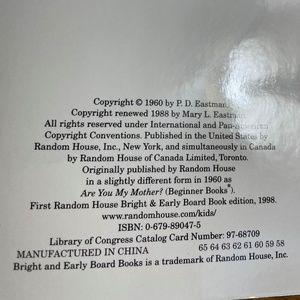 Copyright © 1960 by P. D. Eastman.
Copyright renewed 1988 by Mary L. Eastman.
All rights reserved under International and Pan-American
Copyright Conventions. Published in the United States by
Random House, Inc., New York, and simultaneously in Canada
by Random House of Canada Limited, Toronto.
Originally published by Random House
in a slightly different form in 1960 as
Are You My Mother? (Beginner Books®).
First Random House Bright & Early Board Book edition, 1998.
www.randomhouse.com/kids/
ISBN: 0-679-89047-5
Library of Congress Catalog Card Number: 97-68709
MANUFACTURED IN CHINA 65 64 63 62 61 60 59 58
Bright and Early Board Books is a trademark of Random House, Inc.